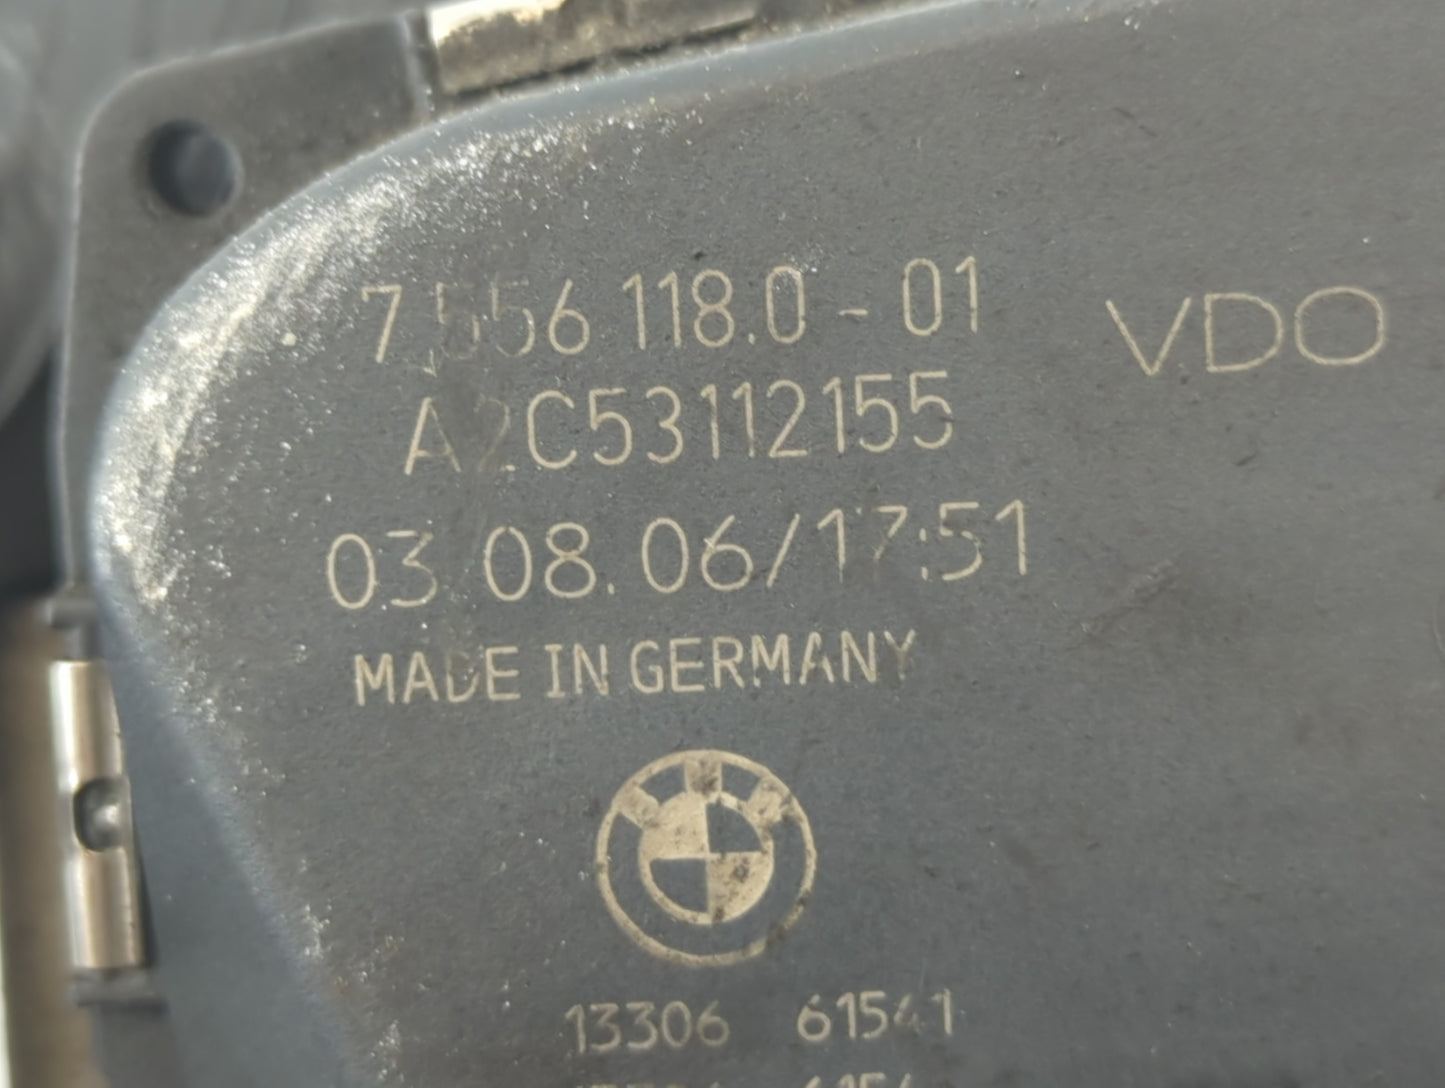 7.556 118.0 - 01
VDO
A2C53112155
03.08.06/17:51
MADE IN GERMANY
13306 61541